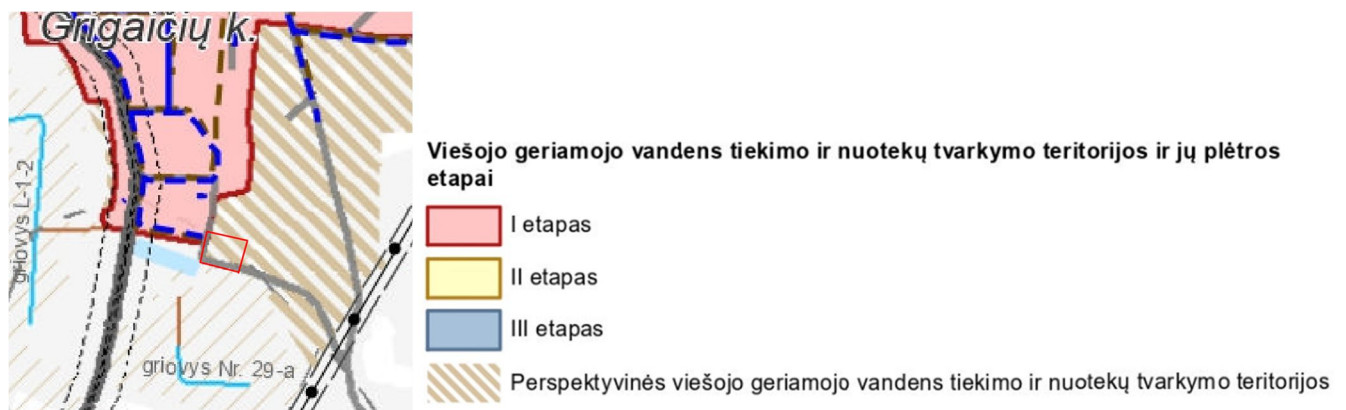 Grigaičių k.
griovys L-1-2
griovys Nr. 29-a
Viešojo geriamojo vandens tiekimo ir nuotekų tvarkymo teritorijos ir jų plėtros
etapai
I etapas
II etapas
III etapas
Perspektyvinės viešojo geriamojo vandens tiekimo ir nuotekų tvarkymo teritorijos